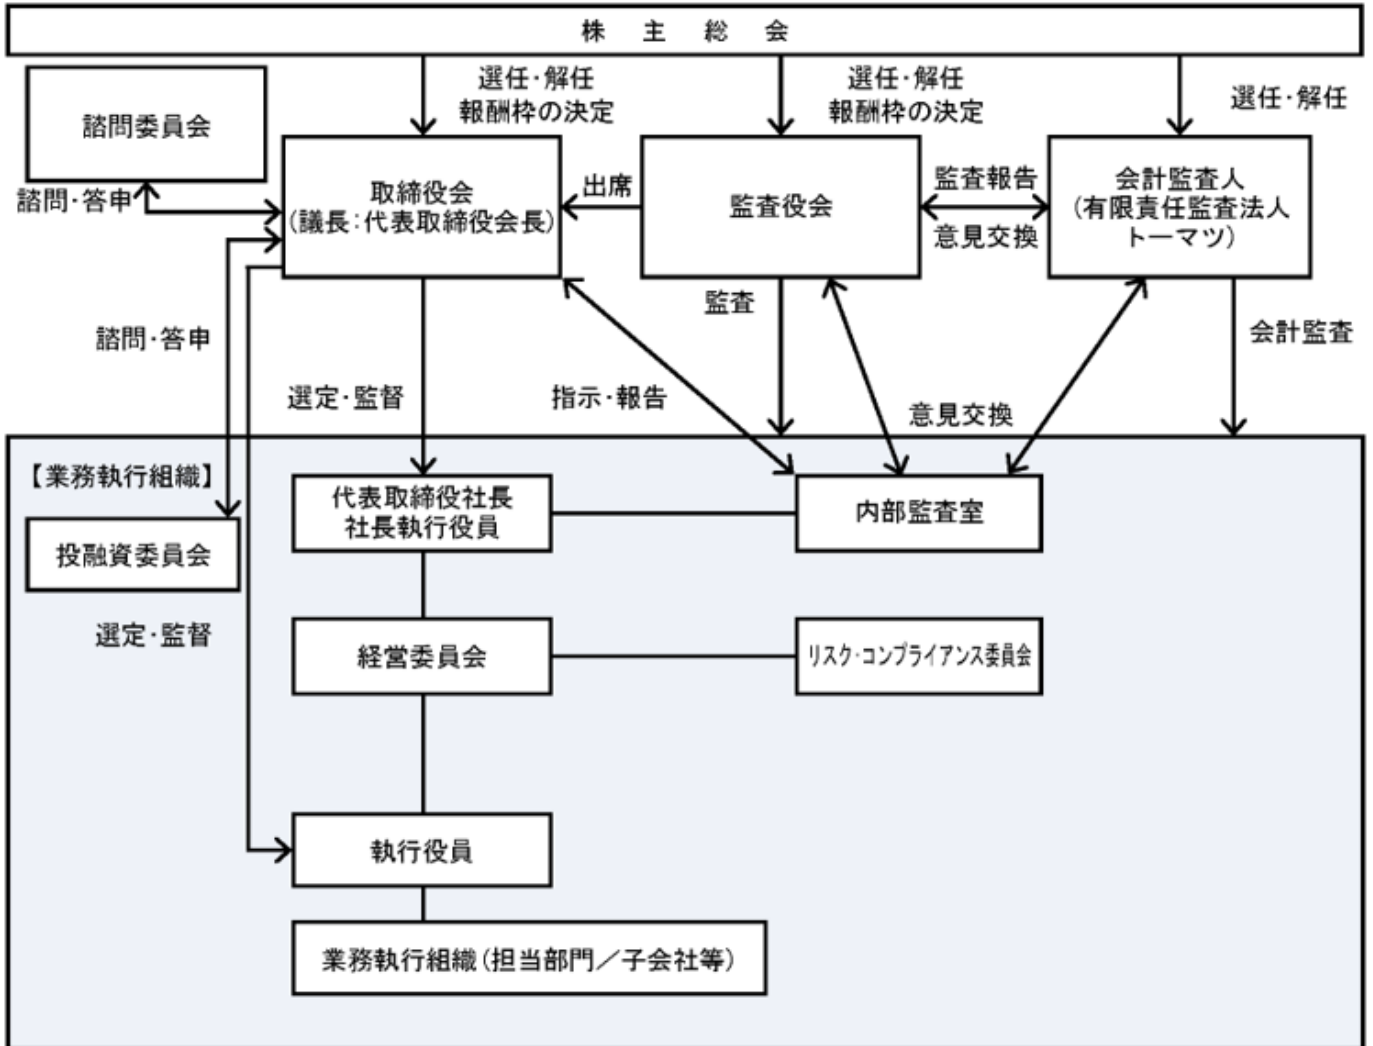 株 主 総 会
選任・解任
報酬枠の決定
選任・解任
報酬枠の決定
選任・解任
諮問委員会
諮問・答申
取締役会
(議長:代表取締役会長)
出席
監査役会
監査報告
意見交換
会計監査人
(有限責任監査法人
トーマツ)
諮問・答申
選定・監督
指示・報告
監査
意見交換
会計監査
【業務執行組織】
投融資委員会
選定・監督
代表取締役社長
社長執行役員
内部監査室
経営委員会
リスク・コンプライアンス委員会
執行役員
業務執行組織(担当部門/子会社等)